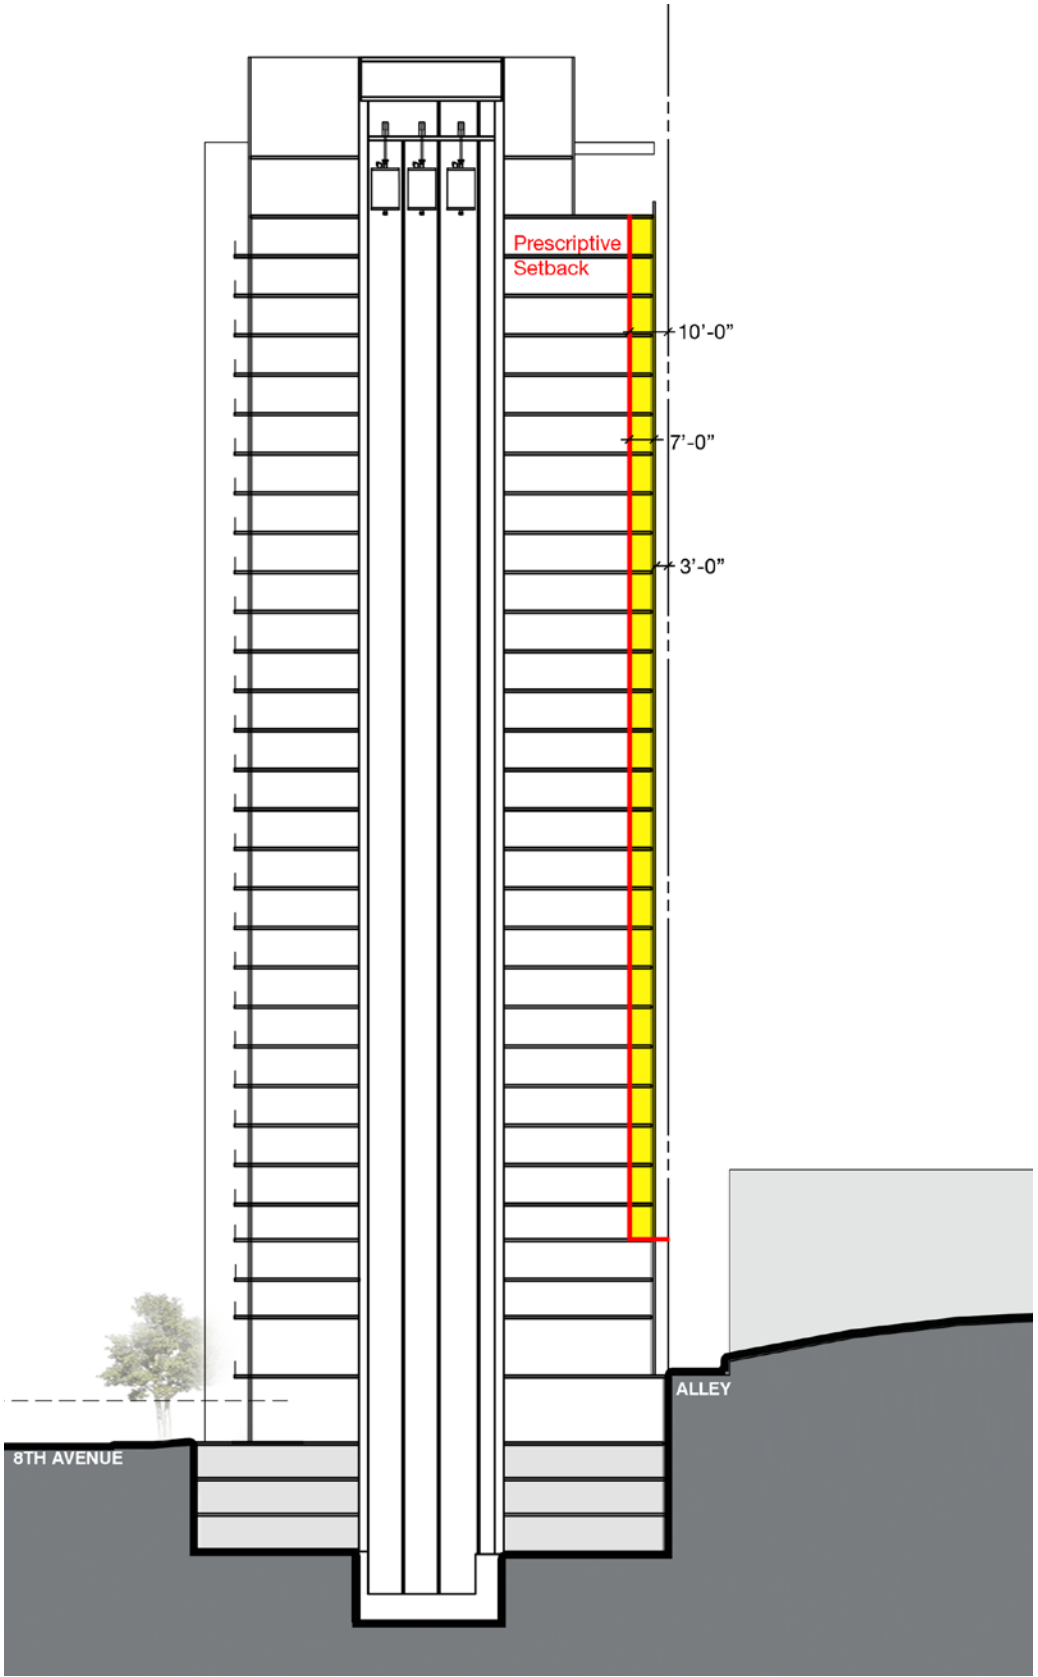 Prescriptive
Setback
10’-0”
7’-0”
3’-0”
ALLEY
8TH AVENUE